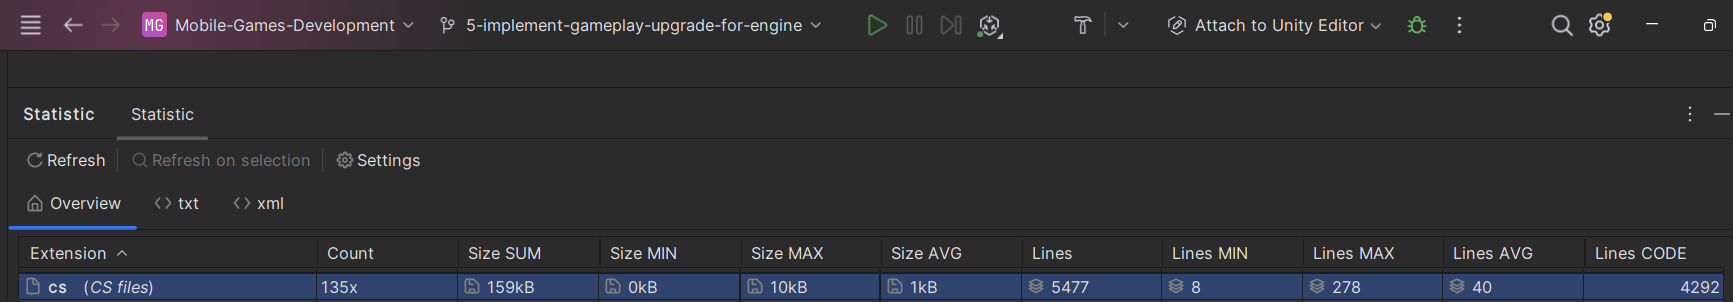 MG Mobile-Games-Development 5-implement-gameplay-upgrade-for-engine Attach to Unity Editor
Statistic Statistic
Refresh Refresh on selection Settings
Overview <> txt <> xml
Extension Count Size SUM Size MIN Size MAX Size AVG Lines Lines MIN Lines MAX Lines AVG Lines CODE
cs (CS files) 135x 159kB 0kB 10kB 1kB 5477 8 278 40 4292